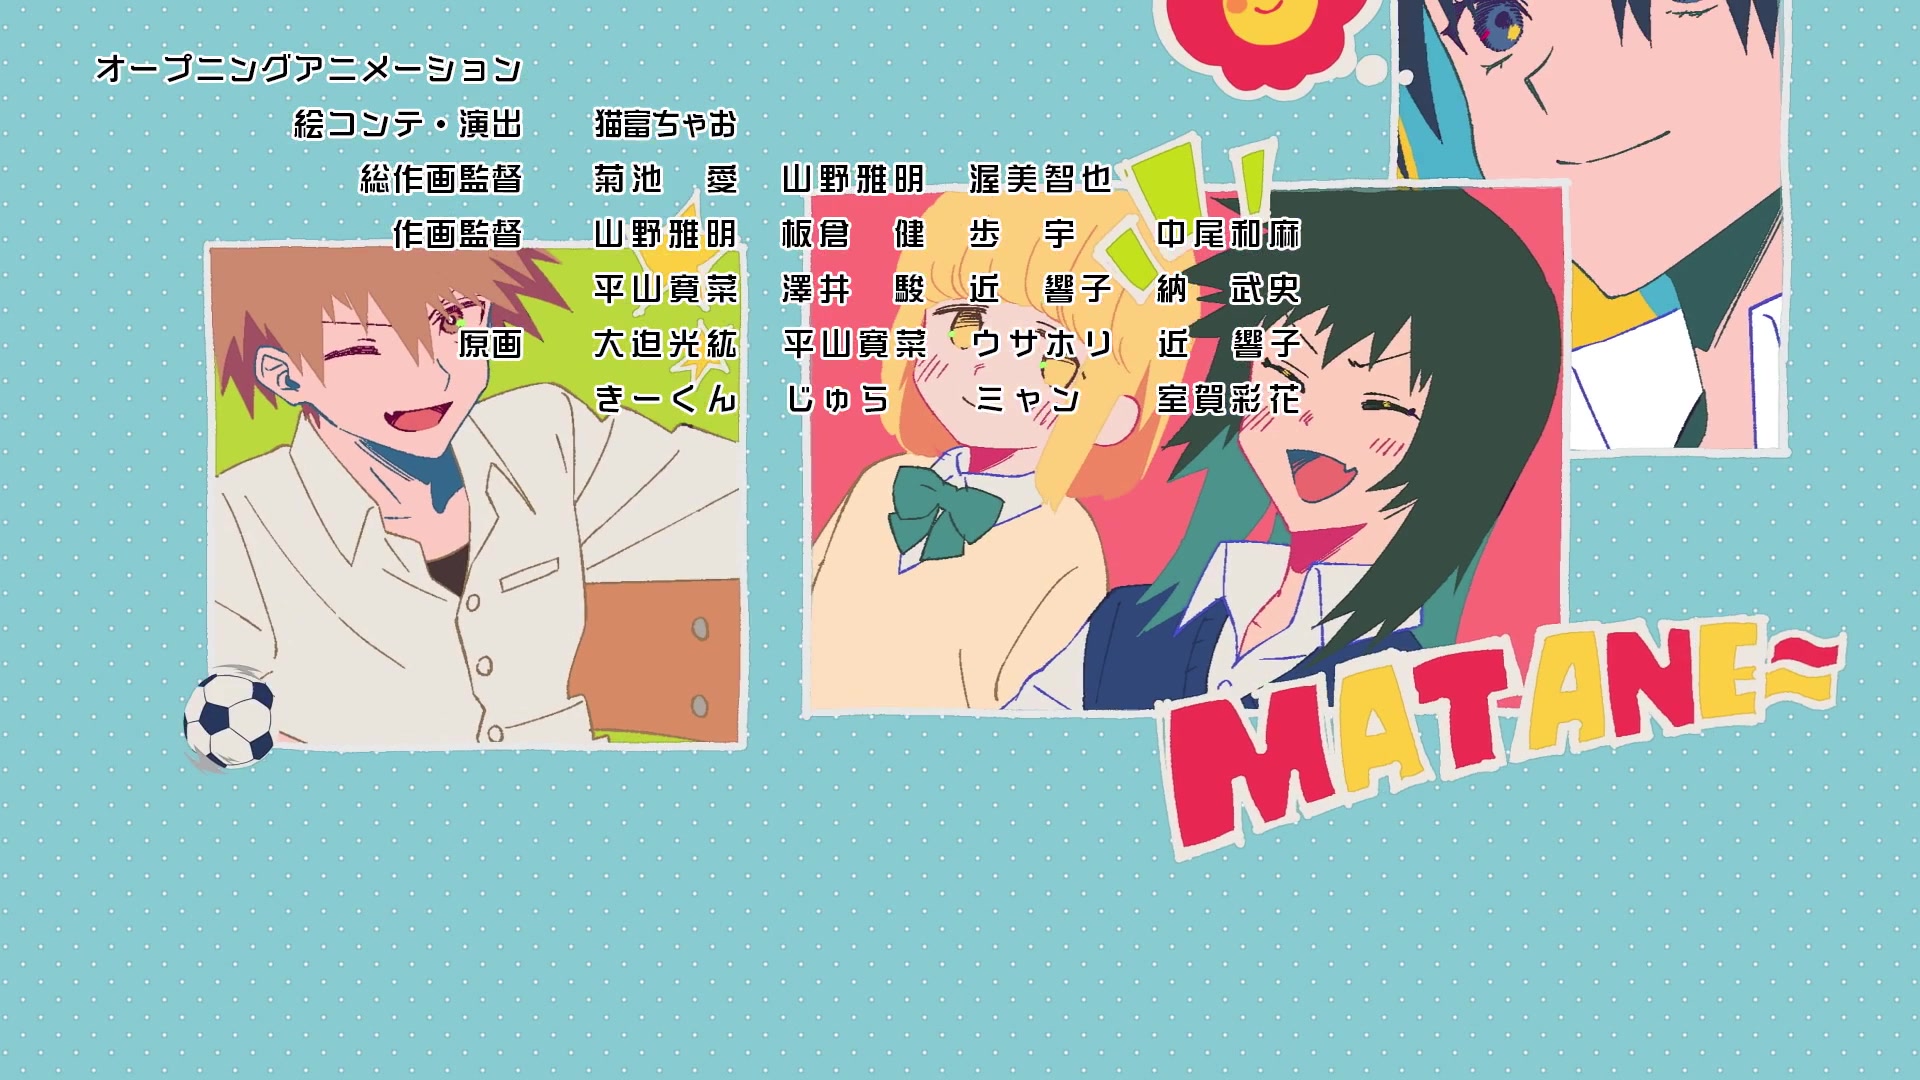 オープニングアニメーション
絵コンテ・演出 猫富ちゃお
総作画監督 菊池 愛 山野雅明 渥美智也
作画監督 山野雅明 板倉 健 歩 宇 中尾和麻
平山寛菜 澤井 駿 近 響子 納 武史
原画 大迫光紘 平山寛菜 ウサホリ 近 響子
きーくん じゅら ミャン 室賀彩花
MATANE~